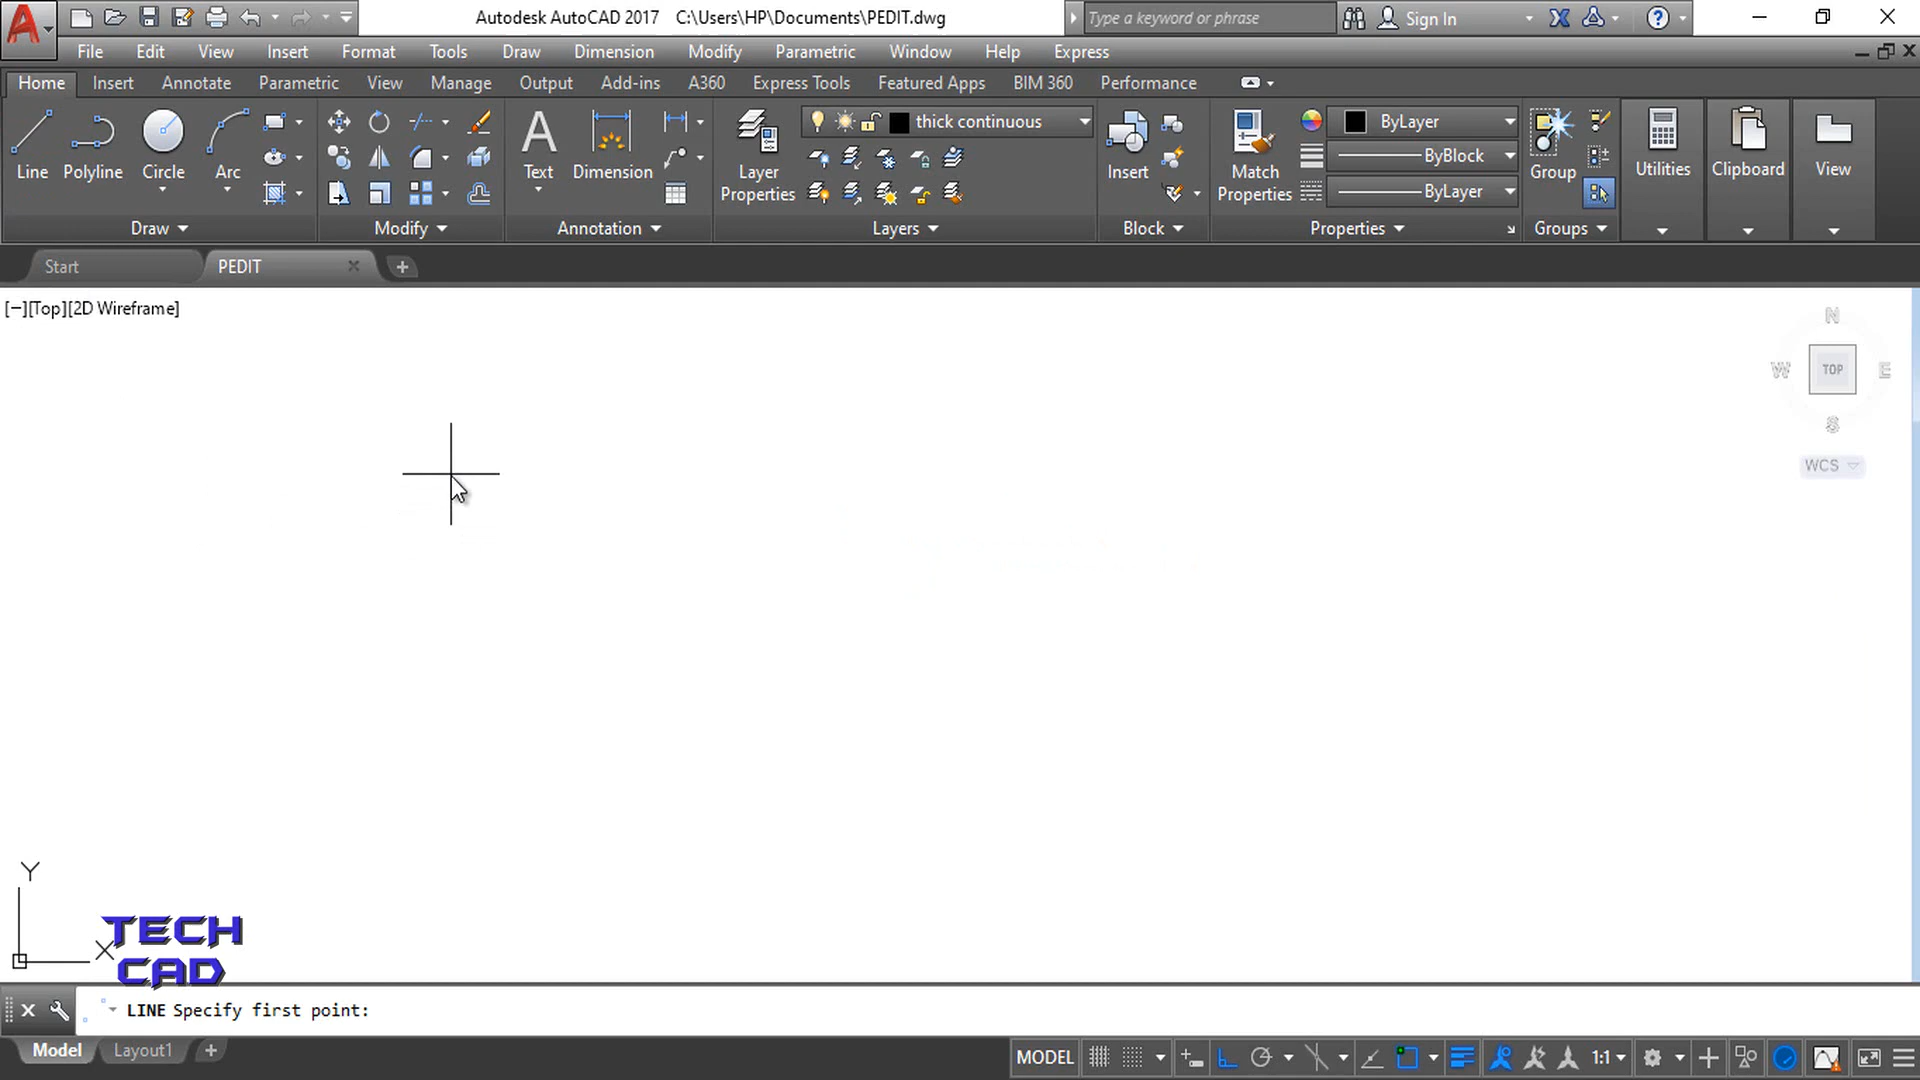 Autodesk AutoCAD 2017 C:\Users\HP\Documents\PEDIT.dwg
Type a keyword or phrase
Sign In
File Edit View Insert Format Tools Draw Dimension Modify Parametric Window Help Express
Home Insert Annotate Parametric View Manage Output Add-ins A360 Express Tools Featured Apps BIM 360 Performance
thick continuous
ByLayer
ByBlock
ByLayer
Line Polyline Circle Arc
Text Dimension
Layer
Properties
Insert
Match
Properties
Group
Utilities
Clipboard
View
Draw Modify Annotation Layers Block Properties Groups
Start PEDIT
[−][Top][2D Wireframe]
N
W TOP E
S
WCS
Y
X
TECH
CAD
LINE Specify first point:
Model Layout1 +
MODEL
1:1